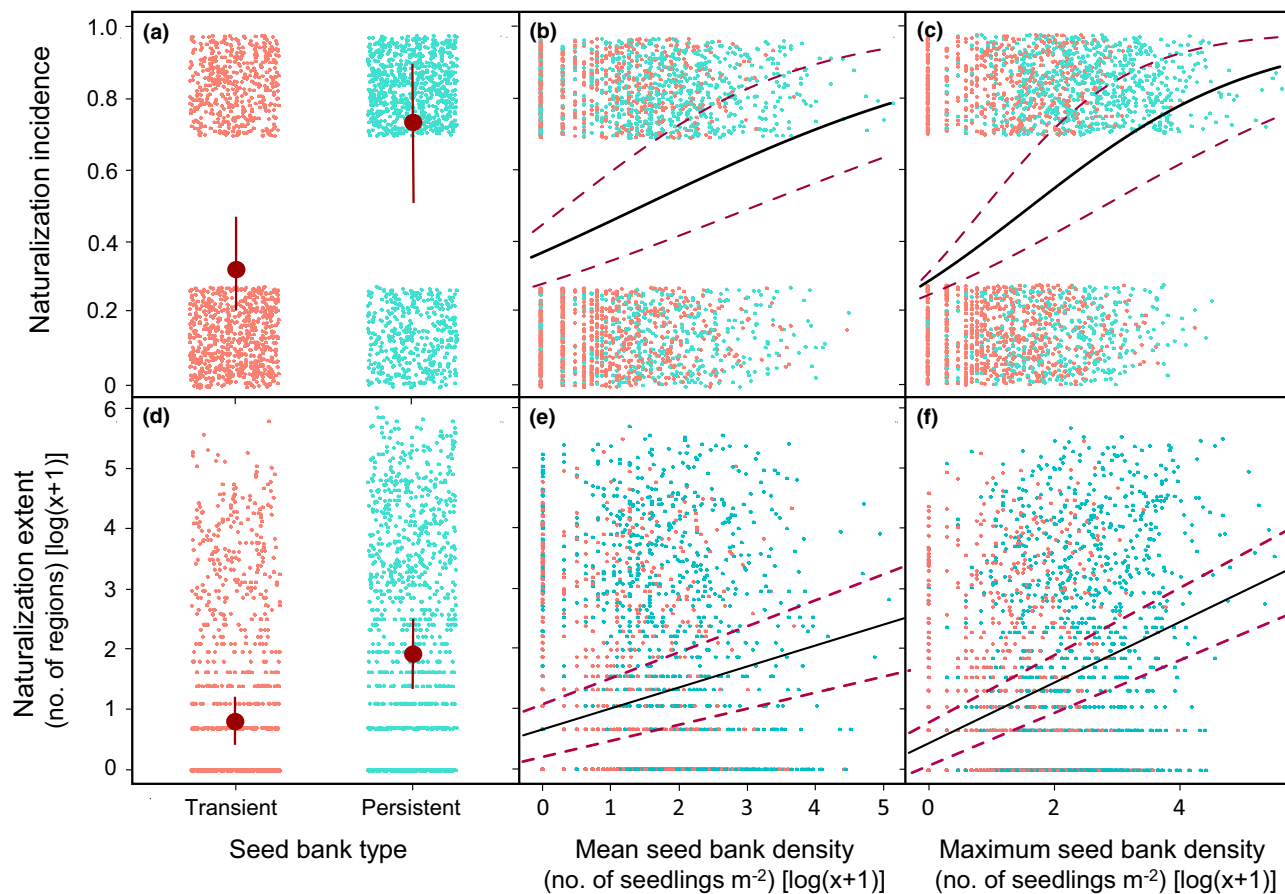 (a)
(b)
(c)
Naturalization incidence
1.0
0.8
0.6
0.4
0.2
0
(d)
(e)
(f)
Naturalization extent
(no. of regions) [log(x+1)]
6
5
4
3
2
1
0
Transient
Persistent
0
1
2
3
4
5
0
2
4
Seed bank type
Mean seed bank density
(no. of seedlings m⁻²) [log(x+1)]
Maximum seed bank density
(no. of seedlings m⁻²) [log(x+1)]